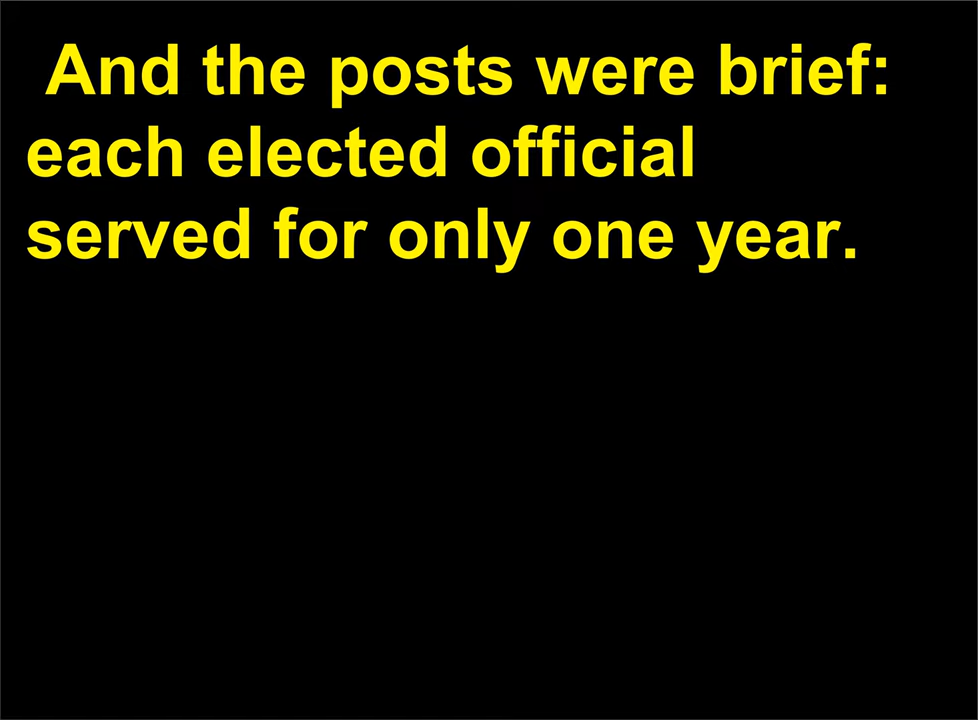 And the posts were brief:
each elected official
served for only one year.